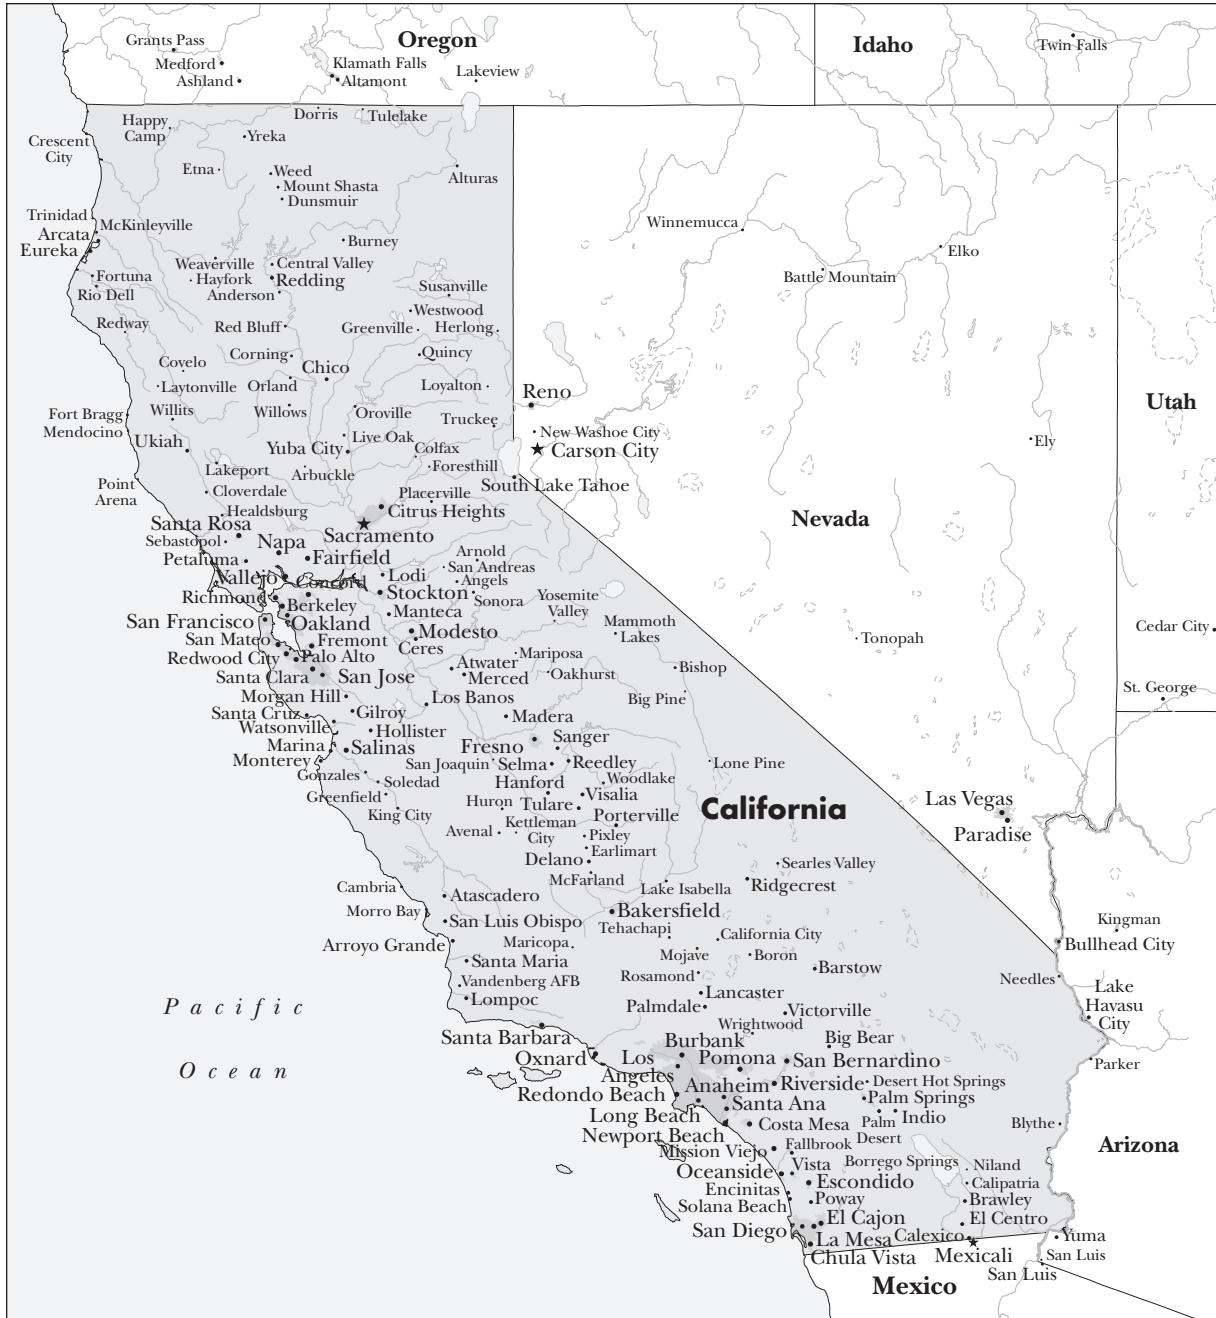 Grants Pass
Oregon
Idaho
Twin Falls
Medford
Klamath Falls
Ashland
Altamont
Lakeview
Dorris
Tulelake
Happy
Camp
Yreka
Crescent
City
Etna
Weed
Alturas
Mount Shasta
Dunsmuir
Trinidad
McKinleyville
Winnemucca
Arcata
Eureka
Burney
Elko
Weaverville
Central Valley
Battle Mountain
Fortuna
Hayfork
Redding
Rio Dell
Anderson
Susanville
Westwood
Redway
Red Bluff
Greenville
Herlong
Corning
Quincy
Covelo
Chico
Laytonville
Orland
Loyalton
Reno
Utah
Fort Bragg
Willits
Willows
Oroville
Truckee
Mendocino
New Washoe City
Ukiah
Live Oak
Ely
Yuba City
Colfax
Carson City
Lakeport
Arbuckle
Foresthill
Point
Arena
South Lake Tahoe
Cloverdale
Placerville
Healdsburg
Citrus Heights
Nevada
Santa Rosa
Sacramento
Sebastopol
Napa
Petaluma
Fairfield
Arnold
San Andreas
Vallejo
Concord
Lodi
Angels
Richmond
Stockton
Berkeley
Sonora
Yosemite
Valley
Manteca
San Francisco
Oakland
Mammoth
Lakes
Cedar City
Modesto
San Mateo
Fremont
Tonopah
Ceres
Redwood City
Palo Alto
Mariposa
Atwater
Bishop
Santa Clara
San Jose
Merced
Oakhurst
St. George
Morgan Hill
Los Banos
Big Pine
Santa Cruz
Gilroy
Madera
Watsonville
Hollister
Sanger
Marina
Salinas
Fresno
Monterey
San Joaquin
Selma
Reedley
Lone Pine
Gonzales
Soledad
Hanford
Woodlake
Greenfield
Huron
Tulare
Visalia
California
Las Vegas
King City
Kettleman
City
Porterville
Avenal
Pixley
Paradise
Earlimart
Delano
Searles Valley
McFarland
Lake Isabella
Ridgecrest
Cambria
Atascadero
Morro Bay
San Luis Obispo
Bakersfield
Kingman
Tehachapi
California City
Arroyo Grande
Maricopa
Bullhead City
Mojave
Boron
Santa Maria
Barstow
Vandenberg AFB
Rosamond
Needles
Lompoc
Lancaster
Lake
Havasu
City
Pacific
Palmdale
Victorville
Wrightwood
Santa Barbara
Burbank
Big Bear
Oxnard
Los
Angeles
Pomona
San Bernardino
Parker
Ocean
Anaheim
Riverside
Desert Hot Springs
Redondo Beach
Palm Springs
Santa Ana
Long Beach
Costa Mesa
Palm
Desert
Indio
Blythe
Newport Beach
Mission Viejo
Fallbrook
Arizona
Oceanside
Vista
Borrego Springs
Niland
Encinitas
Escondido
Calipatria
Solana Beach
Poway
Brawley
San Diego
El Cajon
El Centro
La Mesa
Calexico
Yuma
Chula Vista
Mexicali
San Luis
San Luis
Mexico